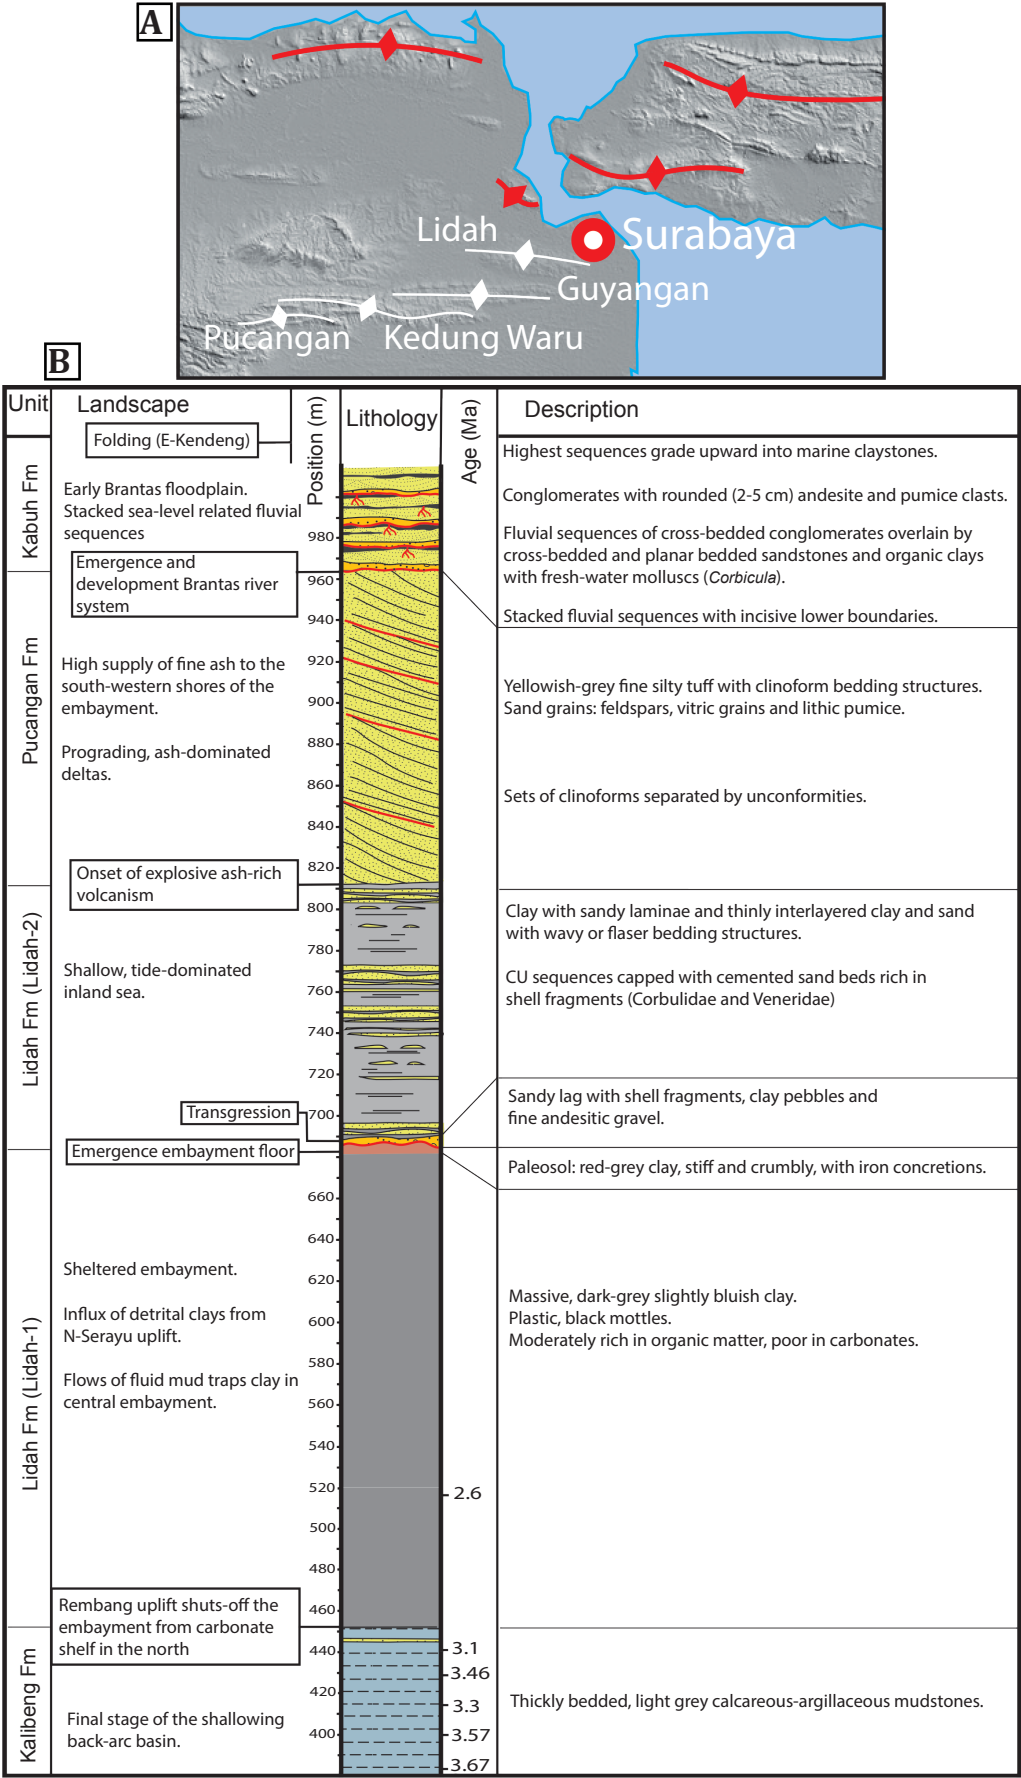 A
Lidah
Surabaya
Guyangan
Pucangan
Kedung Waru
B
Unit
Landscape
Position (m)
Lithology
Age (Ma)
Description
Folding (E-Kendeng)
Kabuh Fm
Early Brantas floodplain.
Stacked sea-level related fluvial
sequences
Emergence and
development Brantas river
system
Highest sequences grade upward into marine claystones.
Conglomerates with rounded (2-5 cm) andesite and pumice clasts.
Fluvial sequences of cross-bedded conglomerates overlain by
cross-bedded and planar bedded sandstones and organic clays
with fresh-water molluscs (Corbicula).
Stacked fluvial sequences with incisive lower boundaries.
Pucangan Fm
High supply of fine ash to the
south-western shores of the
embayment.
Prograding, ash-dominated
deltas.
Onset of explosive ash-rich
volcanism
Yellowish-grey fine silty tuff with clinoform bedding structures.
Sand grains: feldspars, vitric grains and lithic pumice.
Sets of clinoforms separated by unconformities.
Lidah Fm (Lidah-2)
Shallow, tide-dominated
inland sea.
Transgression
Emergence embayment floor
Clay with sandy laminae and thinly interlayered clay and sand
with wavy or flaser bedding structures.
CU sequences capped with cemented sand beds rich in
shell fragments (Corbulidae and Veneridae)
Sandy lag with shell fragments, clay pebbles and
fine andesitic gravel.
Paleosol: red-grey clay, stiff and crumbly, with iron concretions.
Lidah Fm (Lidah-1)
Sheltered embayment.
Influx of detrital clays from
N-Serayu uplift.
Flows of fluid mud traps clay in
central embayment.
Rembang uplift shuts-off the
embayment from carbonate
shelf in the north
Massive, dark-grey slightly bluish clay.
Plastic, black mottles.
Moderately rich in organic matter, poor in carbonates.
Kalibeng Fm
Final stage of the shallowing
back-arc basin.
Thickly bedded, light grey calcareous-argillaceous mudstones.
980
960
940
920
900
880
860
840
820
800
780
760
740
720
700
660
640
620
600
580
560
540
520
500
480
460
440
420
400
2.6
3.1
3.46
3.3
3.57
3.67